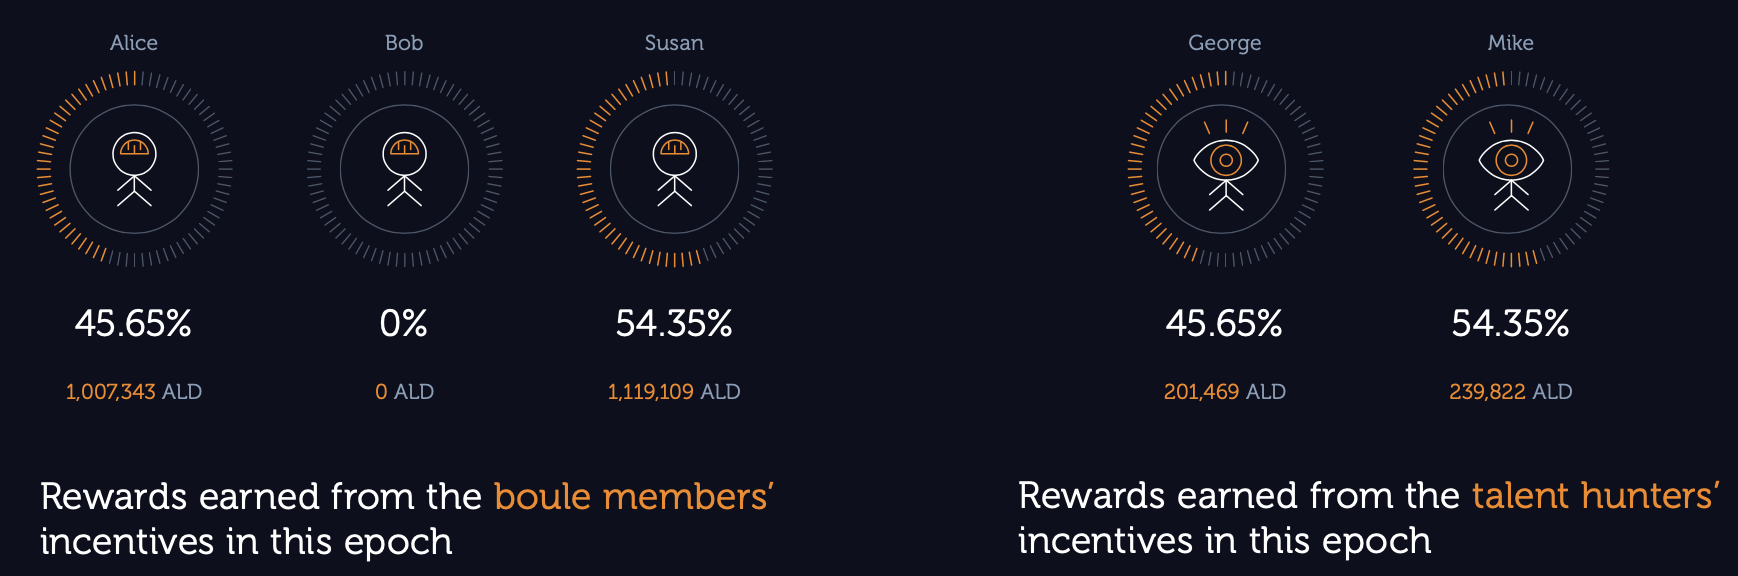 Alice
Bob
Susan
George
Mike
45.65%
0%
54.35%
45.65%
54.35%
1,007,343 ALD
0 ALD
1,119,109 ALD
201,469 ALD
239,822 ALD
Rewards earned from the boule members’
incentives in this epoch
Rewards earned from the talent hunters’
incentives in this epoch